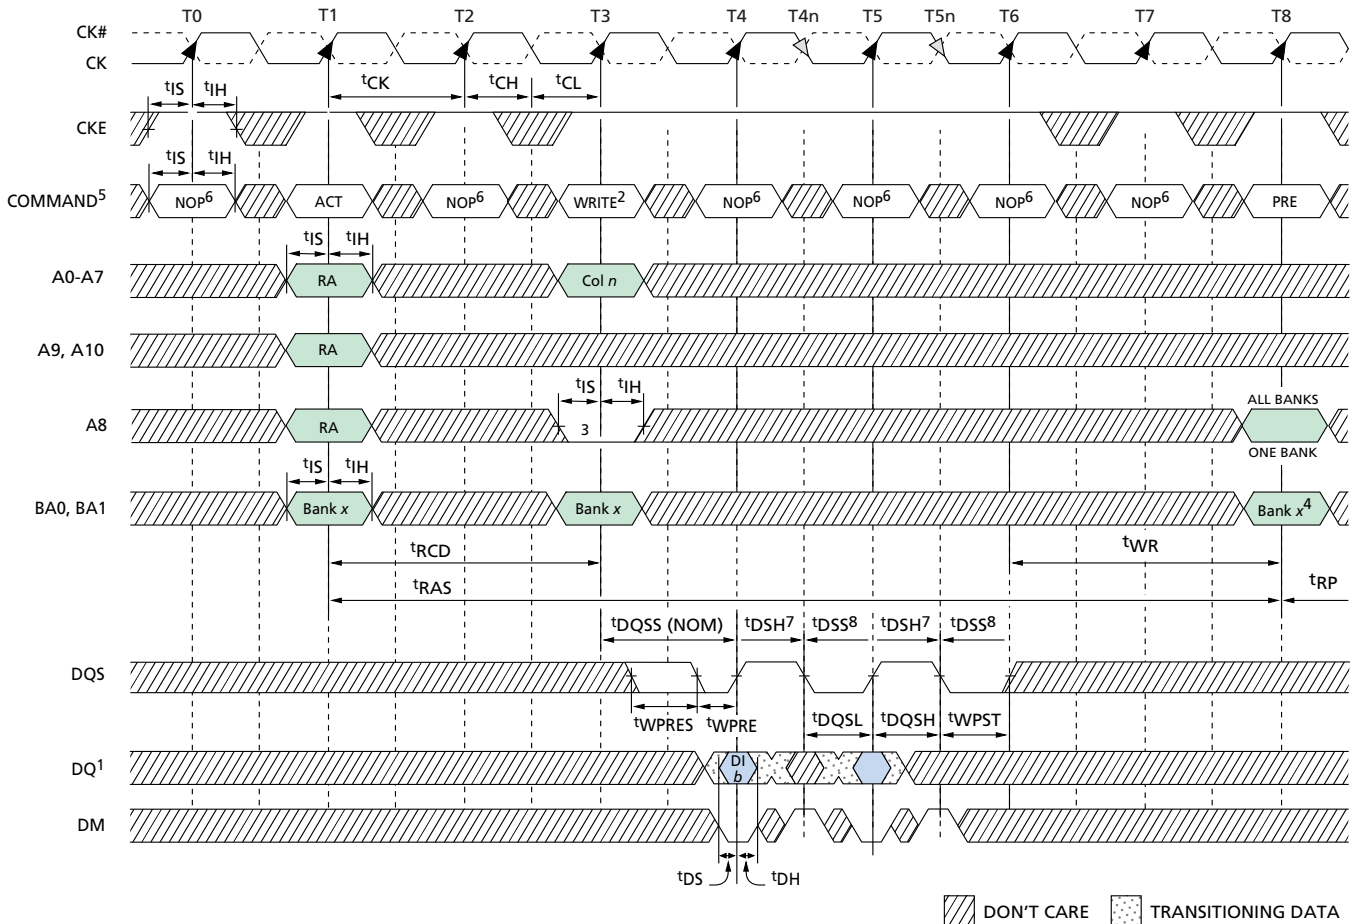 T0 T1 T2 T3 T4 T4n T5 T5n T6 T7 T8
CK#
CK
tIS tIH tCK tCH tCL
CKE
tIS tIH
COMMAND5 NOP6 ACT NOP6 WRITE2 NOP6 NOP6 NOP6 NOP6 PRE
tIS tIH
A0-A7 RA Col n
A9, A10 RA
tIS tIH
ALL BANKS
A8 RA 3
ONE BANK
tIS tIH
BA0, BA1 Bank x Bank x Bank x4
tRCD tWR
tRAS tRP
tDQSS (NOM) tDSH7 tDSS8 tDSH7 tDSS8
DQS
tWPRES tWPRE tDQSL tDQSH tWPST
DQ1 DI
b
DM
tDS tDH
DON'T CARE TRANSITIONING DATA